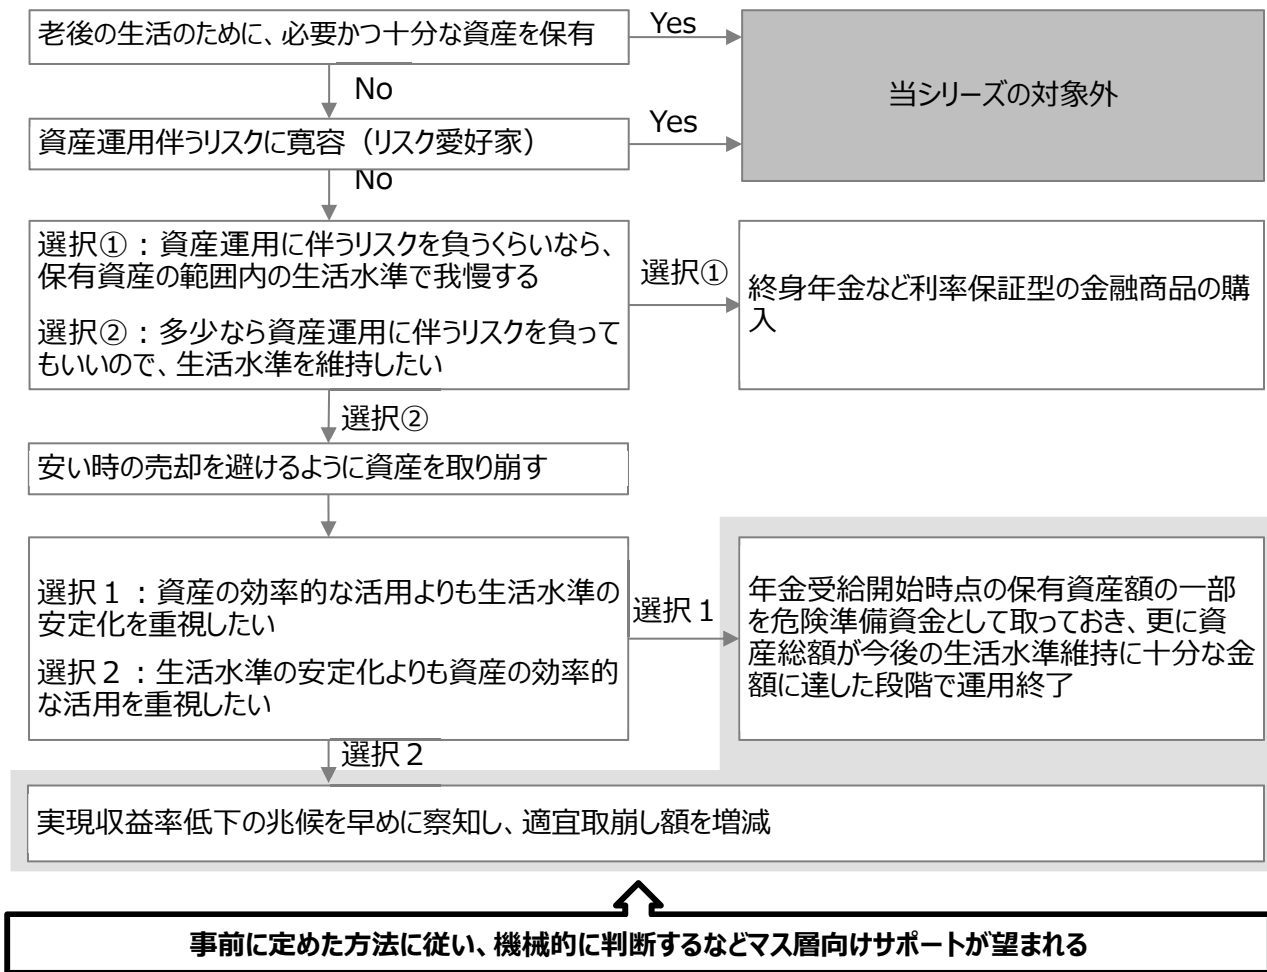 老後の生活のために、必要かつ十分な資産を保有
Yes
当シリーズの対象外
No
資産運用伴うリスクに寛容（リスク愛好家）
Yes
No
選択①：資産運用に伴うリスクを負うくらいなら、
保有資産の範囲内の生活水準で我慢する
選択②：多少なら資産運用に伴うリスクを負って
もいいので、生活水準を維持したい
選択①
終身年金など利率保証型の金融商品の購
入
選択②
安い時の売却を避けるように資産を取り崩す
選択１：資産の効率的な活用よりも生活水準の
安定化を重視したい
選択２：生活水準の安定化よりも資産の効率的
な活用を重視したい
選択１
年金受給開始時点の保有資産額の一部
を危険準備資金として取っておき、更に資
産総額が今後の生活水準維持に十分な金
額に達した段階で運用終了
選択２
実現収益率低下の兆候を早めに察知し、適宜取崩し額を増減
事前に定めた方法に従い、機械的に判断するなどマス層向けサポートが望まれる